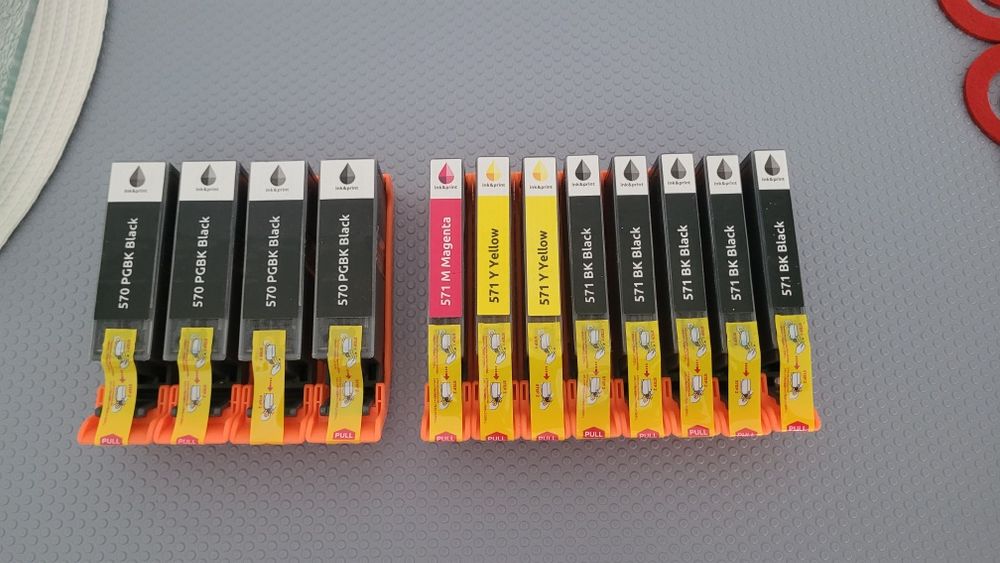 ink&print
570 PGBK Black
ink&print
570 PGBK Black
ink&print
570 PGBK Black
ink&print
570 PGBK Black
PULL
PULL
PULL
ink&print
571 M Magenta
ink&print
571 Y Yellow
ink&print
571 Y Yellow
ink&print
571 BK Black
ink&print
571 BK Black
ink&print
571 BK Black
ink&print
571 BK Black
ink&print
571 BK Black
PULL
PULL
PULL
PULL
PULL
PULL
PULL
PULL